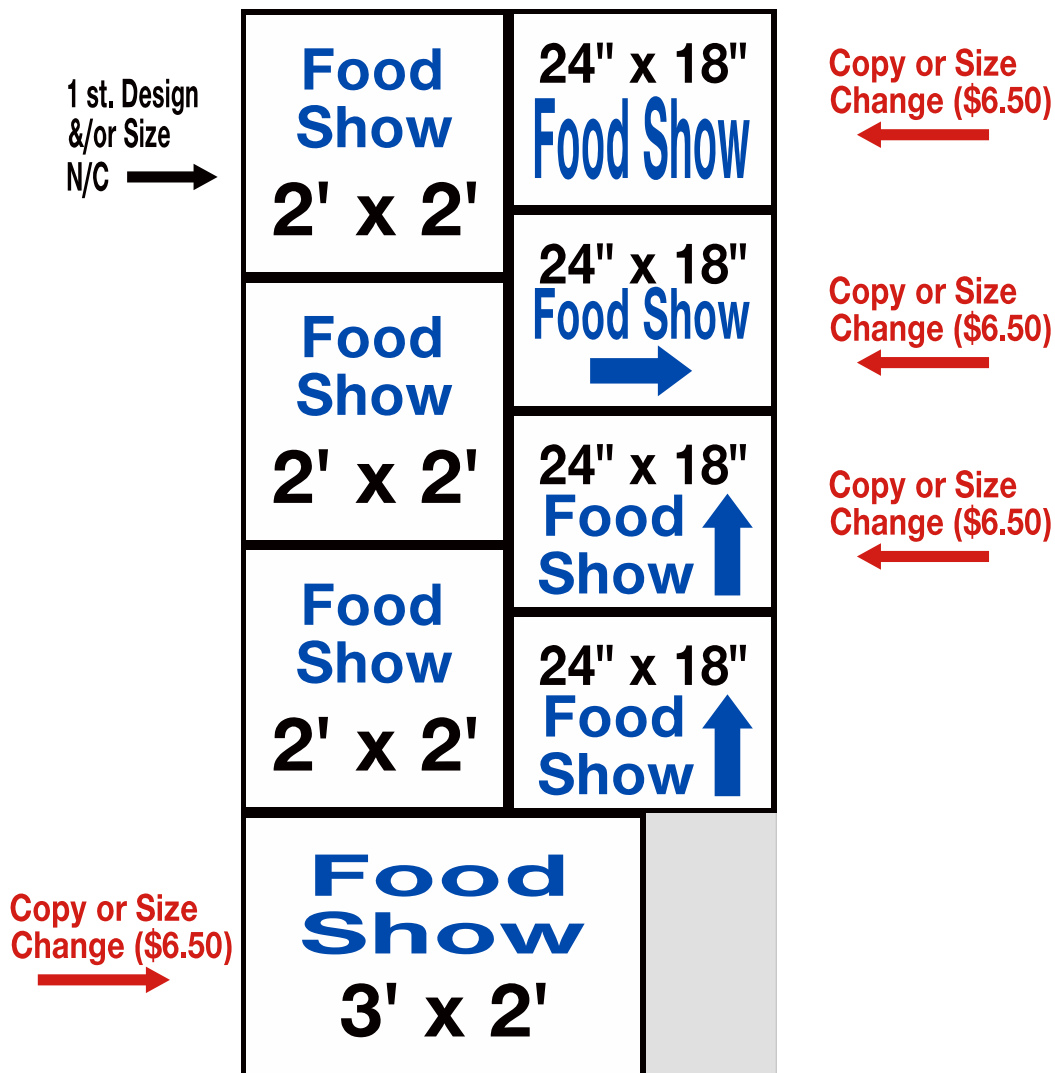 1 st. Design
&/or Size
N/C
Food
Show
2' x 2'
Food
Show
2' x 2'
Food
Show
2' x 2'
24" x 18"
Food Show
24" x 18"
Food Show
24" x 18"
Food
Show
24" x 18"
Food
Show
Copy or Size
Change ($6.50)
Copy or Size
Change ($6.50)
Copy or Size
Change ($6.50)
Copy or Size
Change ($6.50)
Food
Show
3' x 2'